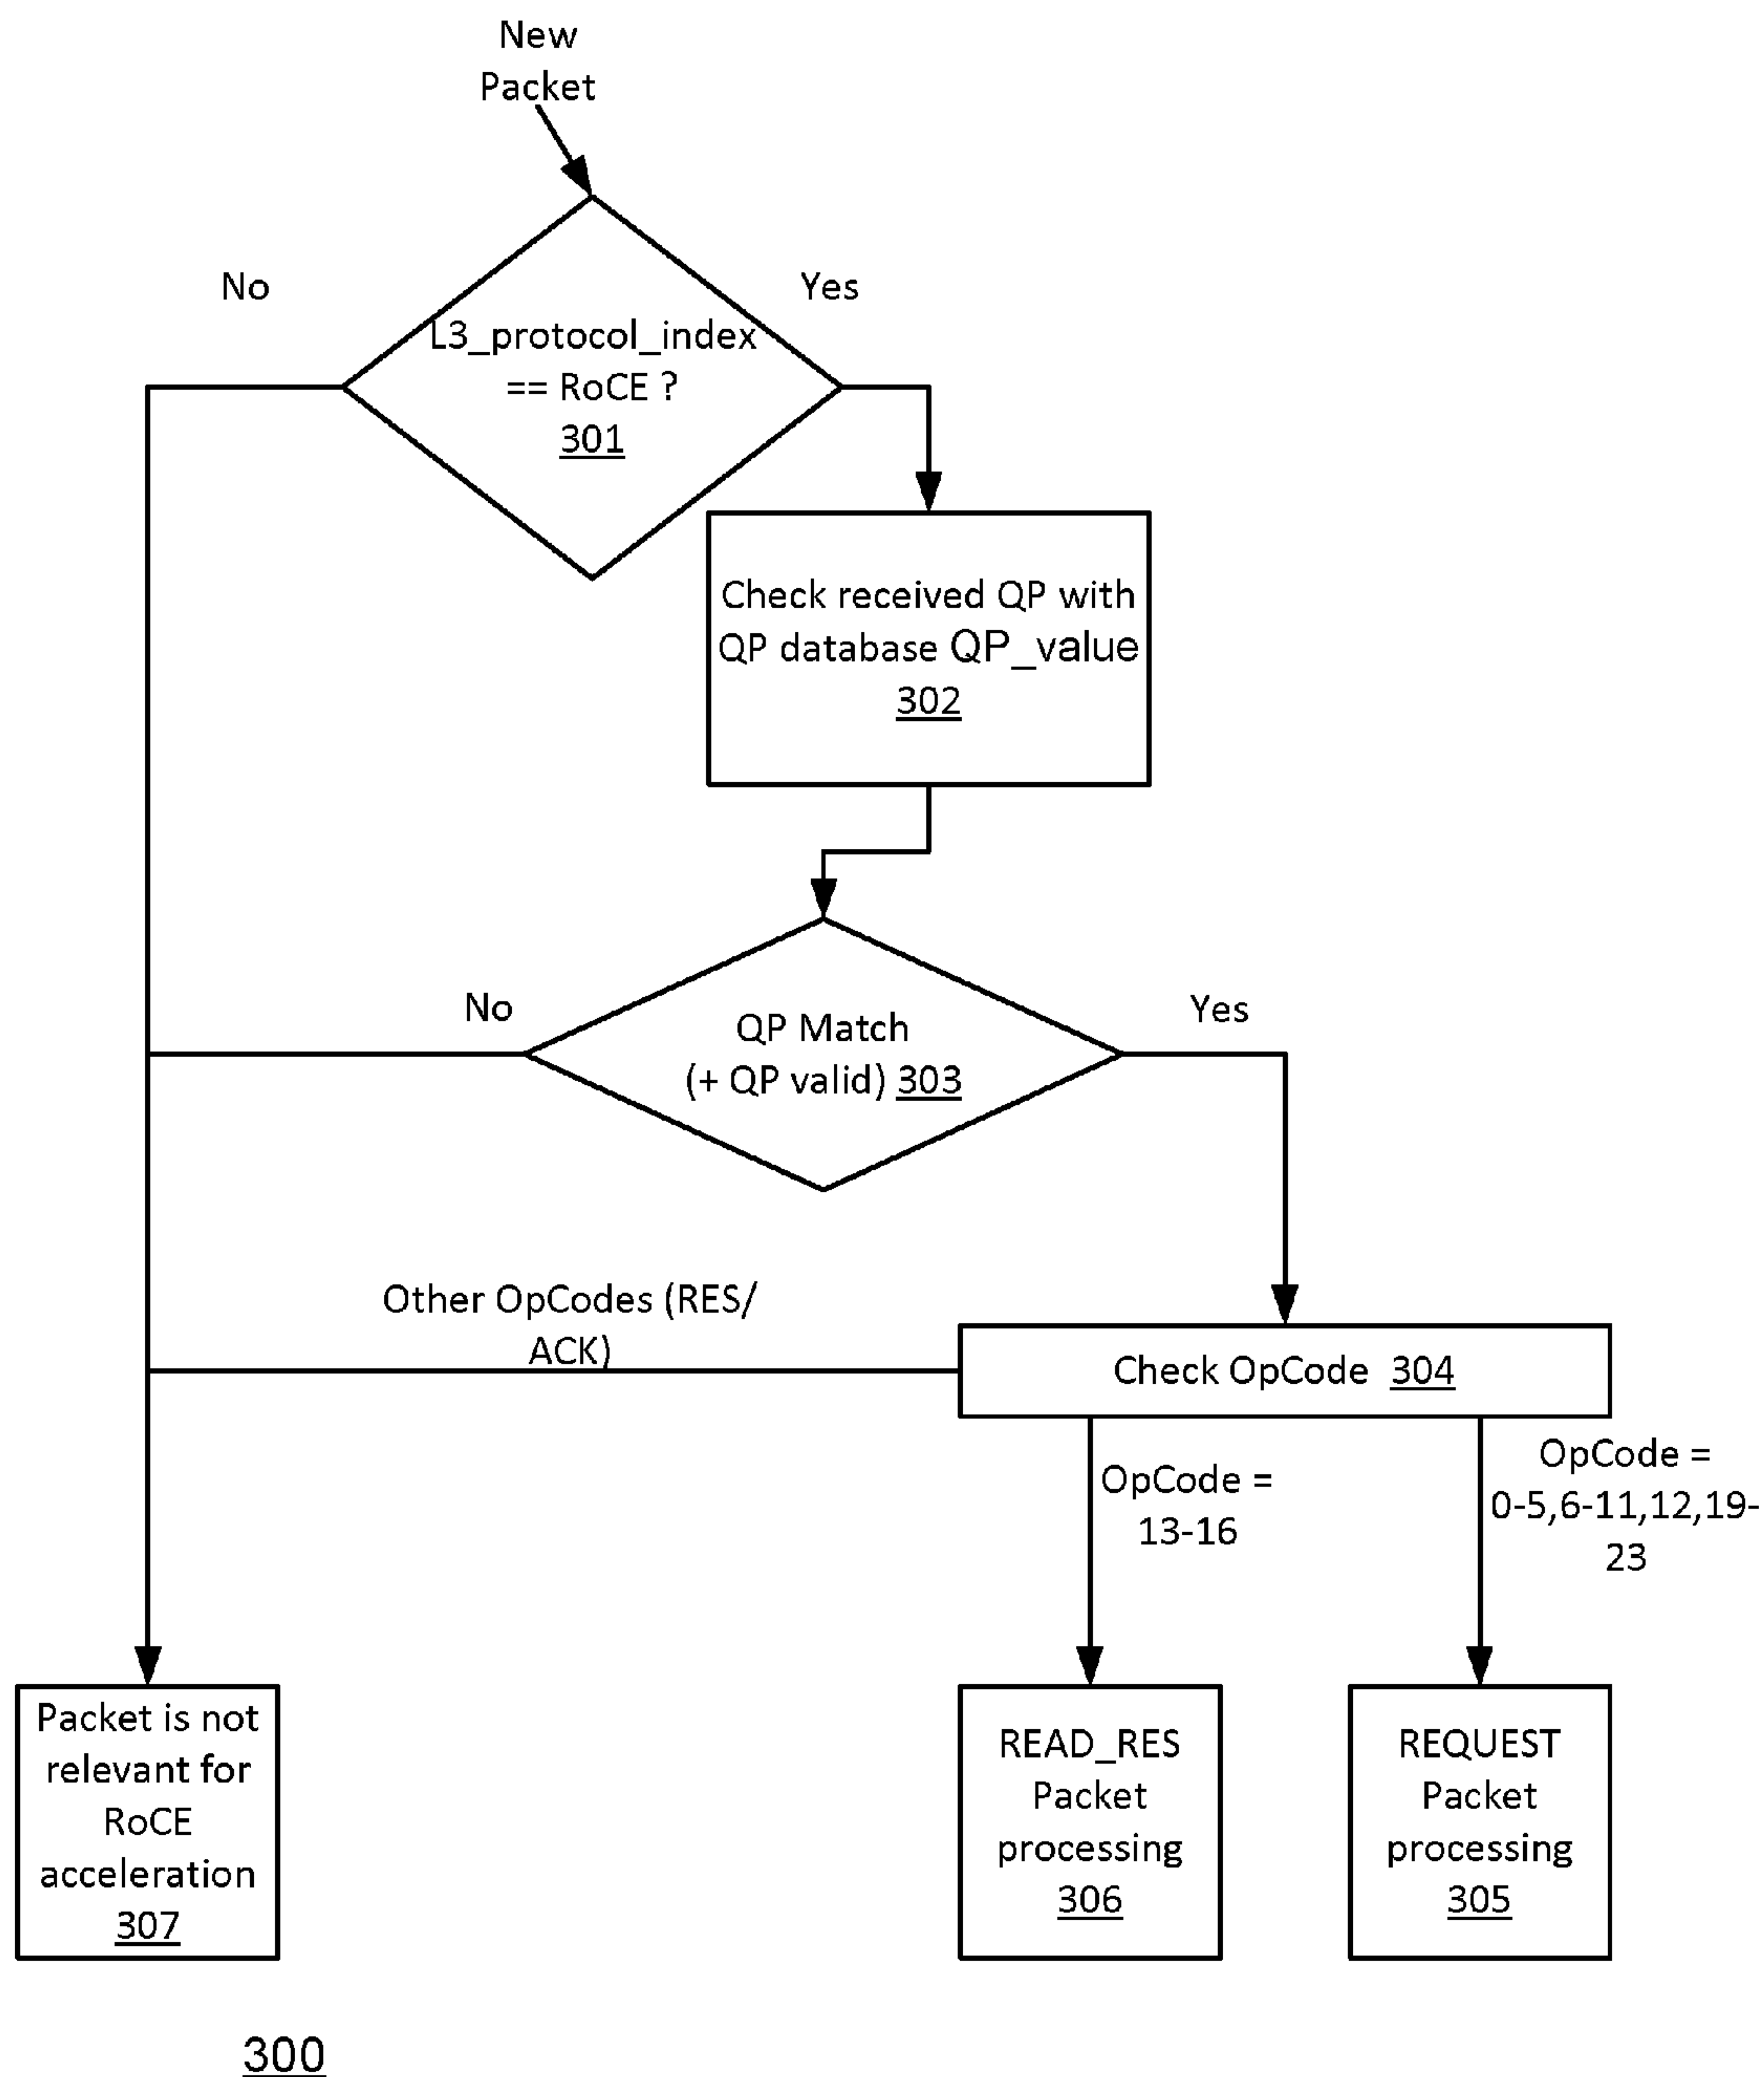 New
Packet
No
Yes
L3_protocol_index
== RoCE ?
301
Check received QP with
QP database QP_value
302
No
Yes
QP Match
(+ QP valid) 303
Other OpCodes (RES/
ACK)
Check OpCode 304
OpCode =
13-16
OpCode =
0-5,6-11,12,19-
23
Packet is not
relevant for
RoCE
acceleration
307
READ_RES
Packet
processing
306
REQUEST
Packet
processing
305
300